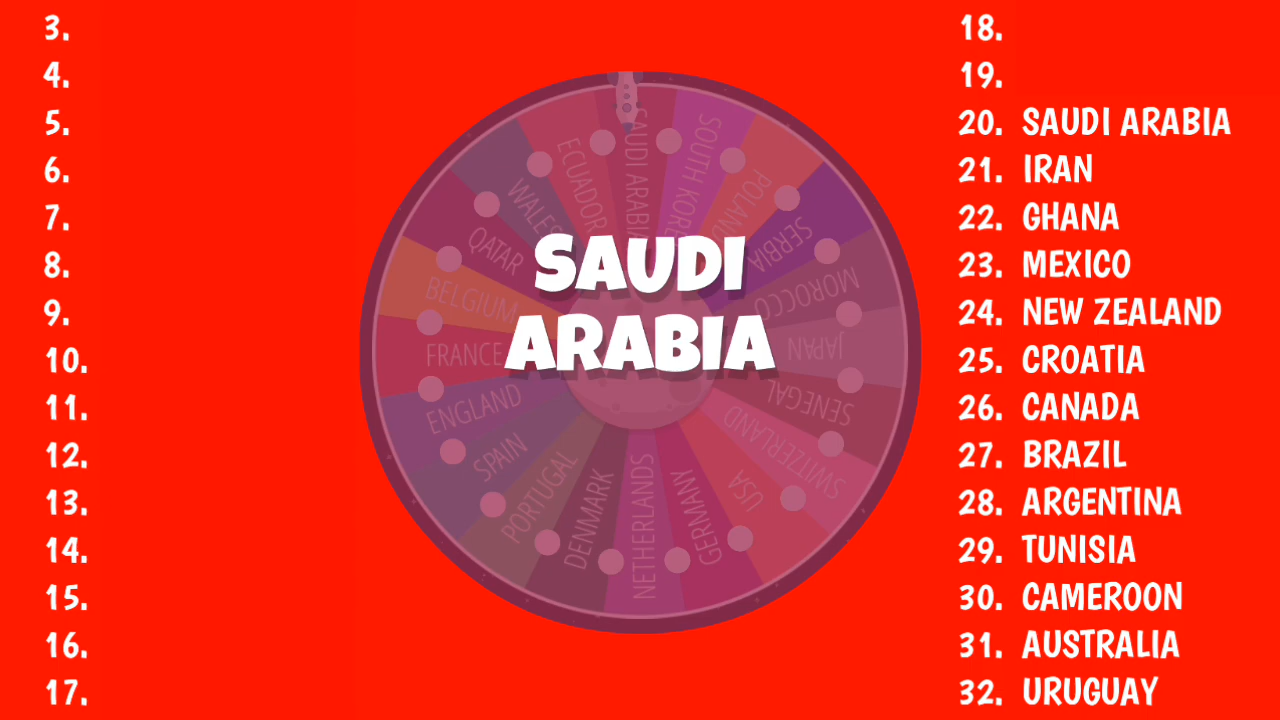 3.
4.
5.
6.
7.
8.
9.
10.
11.
12.
13.
14.
15.
16.
17.
SAUDI ARABIA
SOUTH KOREA
POLAND
SERBIA
MOROCCO
JAPAN
SENEGAL
SWITZERLAND
USA
GERMANY
NETHERLANDS
DENMARK
PORTUGAL
SPAIN
ENGLAND
FRANCE
BELGIUM
QATAR
WALES
ECUADOR
SAUDI
ARABIA
18.
19.
20. SAUDI ARABIA
21. IRAN
22. GHANA
23. MEXICO
24. NEW ZEALAND
25. CROATIA
26. CANADA
27. BRAZIL
28. ARGENTINA
29. TUNISIA
30. CAMEROON
31. AUSTRALIA
32. URUGUAY